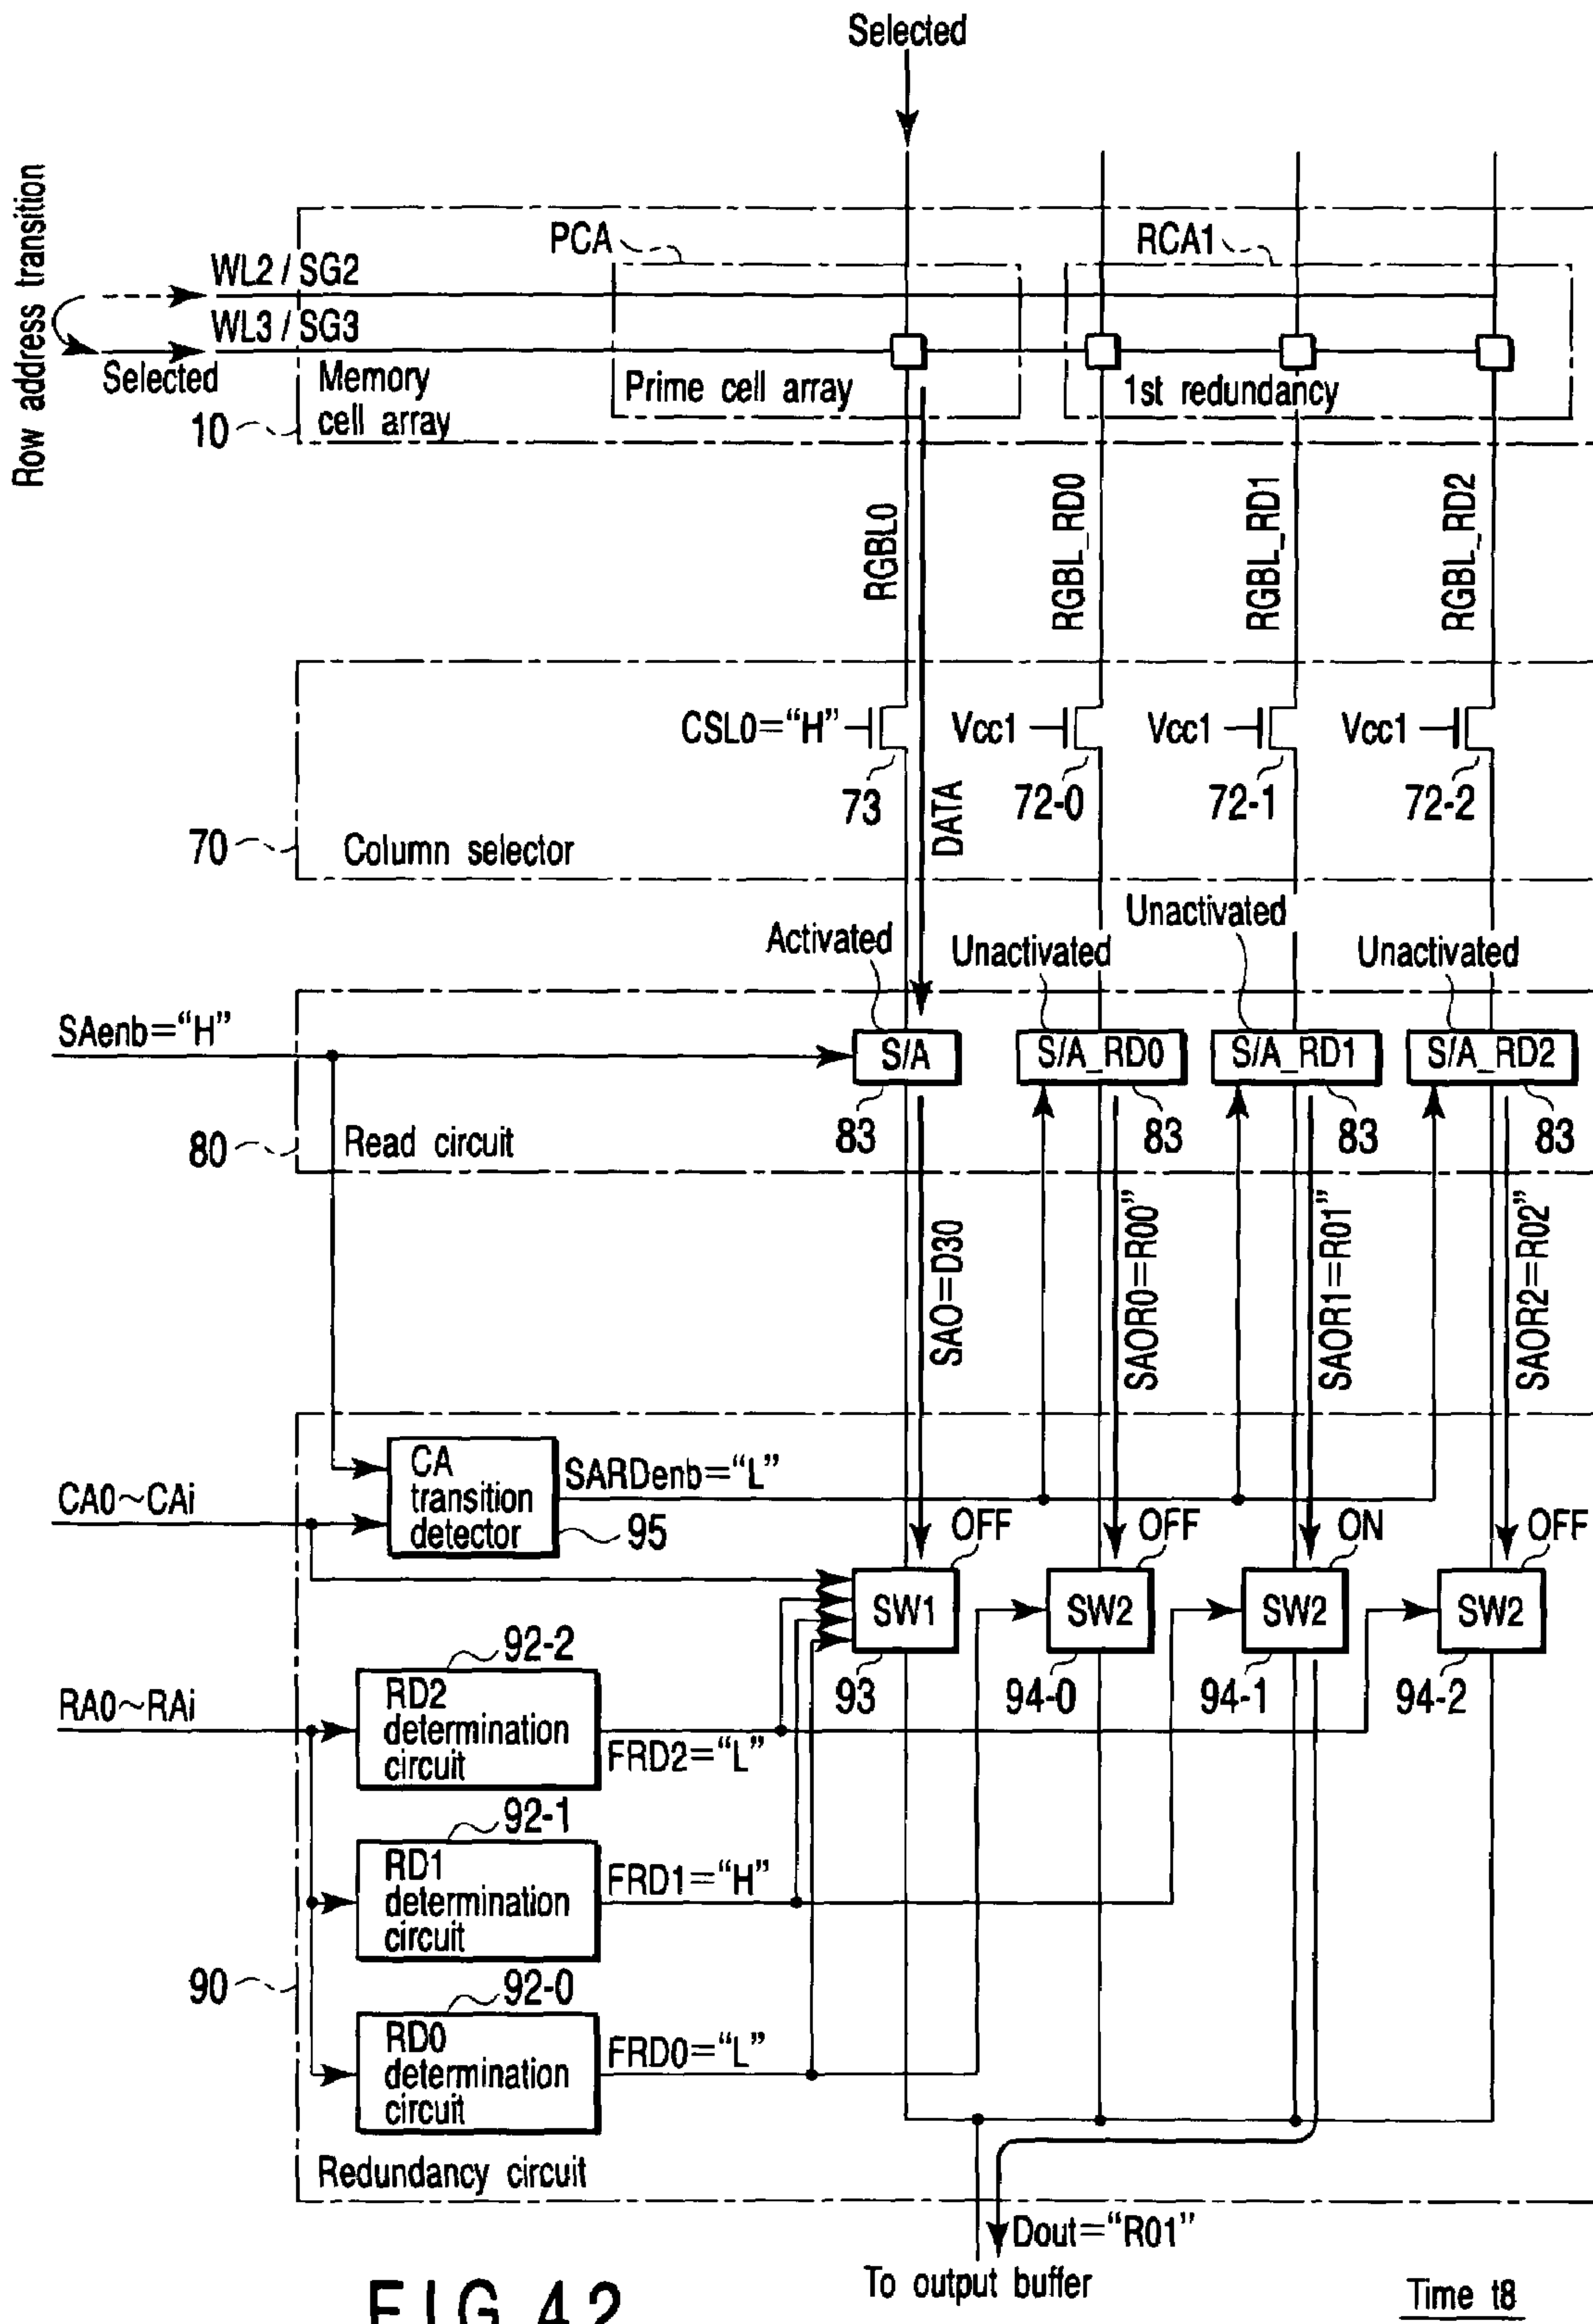 Selected
Row address transition
PCA
RCA1
WL2 / SG2
WL3 / SG3
Selected
Memory
cell array
Prime cell array
1st redundancy
10
RGBL0
RGBL_RD0
RGBL_RD1
RGBL_RD2
CSL0="H"
Vcc1
Vcc1
Vcc1
73
72-0
72-1
72-2
DATA
70
Column selector
Activated
Unactivated
Unactivated
Unactivated
SAenb="H"
S/A
S/A_RD0
S/A_RD1
S/A_RD2
83
83
83
83
80
Read circuit
SAO=D30
SAOR0=R00"
SAOR1=R01"
SAOR2=R02"
CA
transition
detector
SARDenb="L"
CA0~CAi
95
OFF
OFF
ON
OFF
SW1
SW2
SW2
SW2
93
94-0
94-1
94-2
92-2
RA0~RAi
RD2
determination
circuit
FRD2="L"
92-1
RD1
determination
circuit
FRD1="H"
90
92-0
RD0
determination
circuit
FRD0="L"
Redundancy circuit
Dout="R01"
To output buffer
FIG. 42
Time t8